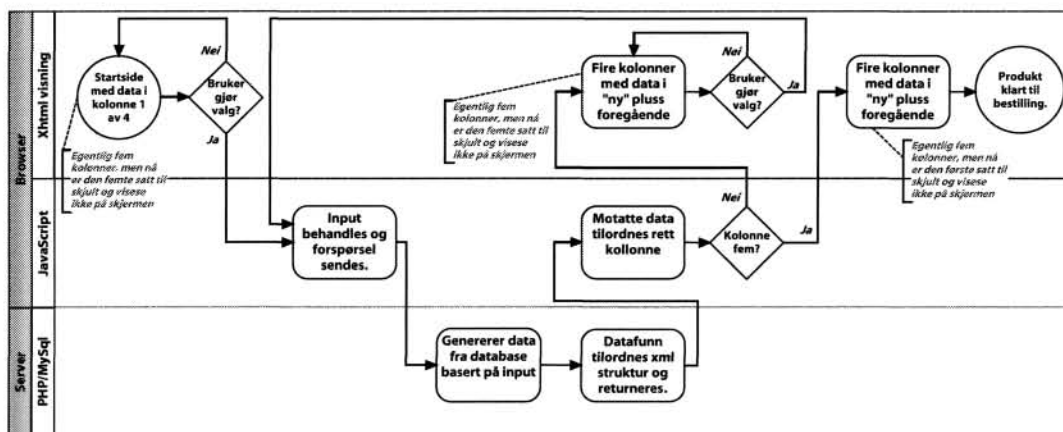 Browser
Xhtml visning
JavaScript
Server
PHP/MySql
Startside
med data i
kolonne 1
av 4
Nei
Bruker
gjør
valg?
Ja
Egentlig fem
kolonner, men nå
er den femte satt til
skjult og visese
ikke på skjermen
Input
behandles og
forspørsel
sendes.
Genererer data
fra database
basert på input
Datafunn
tilordnes xml
struktur og
returneres.
Motatte data
tilordnes rett
kollonne
Kolonne
fem?
Nei
Ja
Egentlig fem
kolonner, men nå
er den femte satt til
skjult og visese
ikke på skjermen
Fire kolonner
med data i
"ny" pluss
foregående
Nei
Bruker
gjør
valg?
Ja
Fire kolonner
med data i
"ny" pluss
foregående
Egentlig fem
kolonner, men nå
er den første satt til
skjult og visese
ikke på skjermen
Produkt
klart til
bestilling.